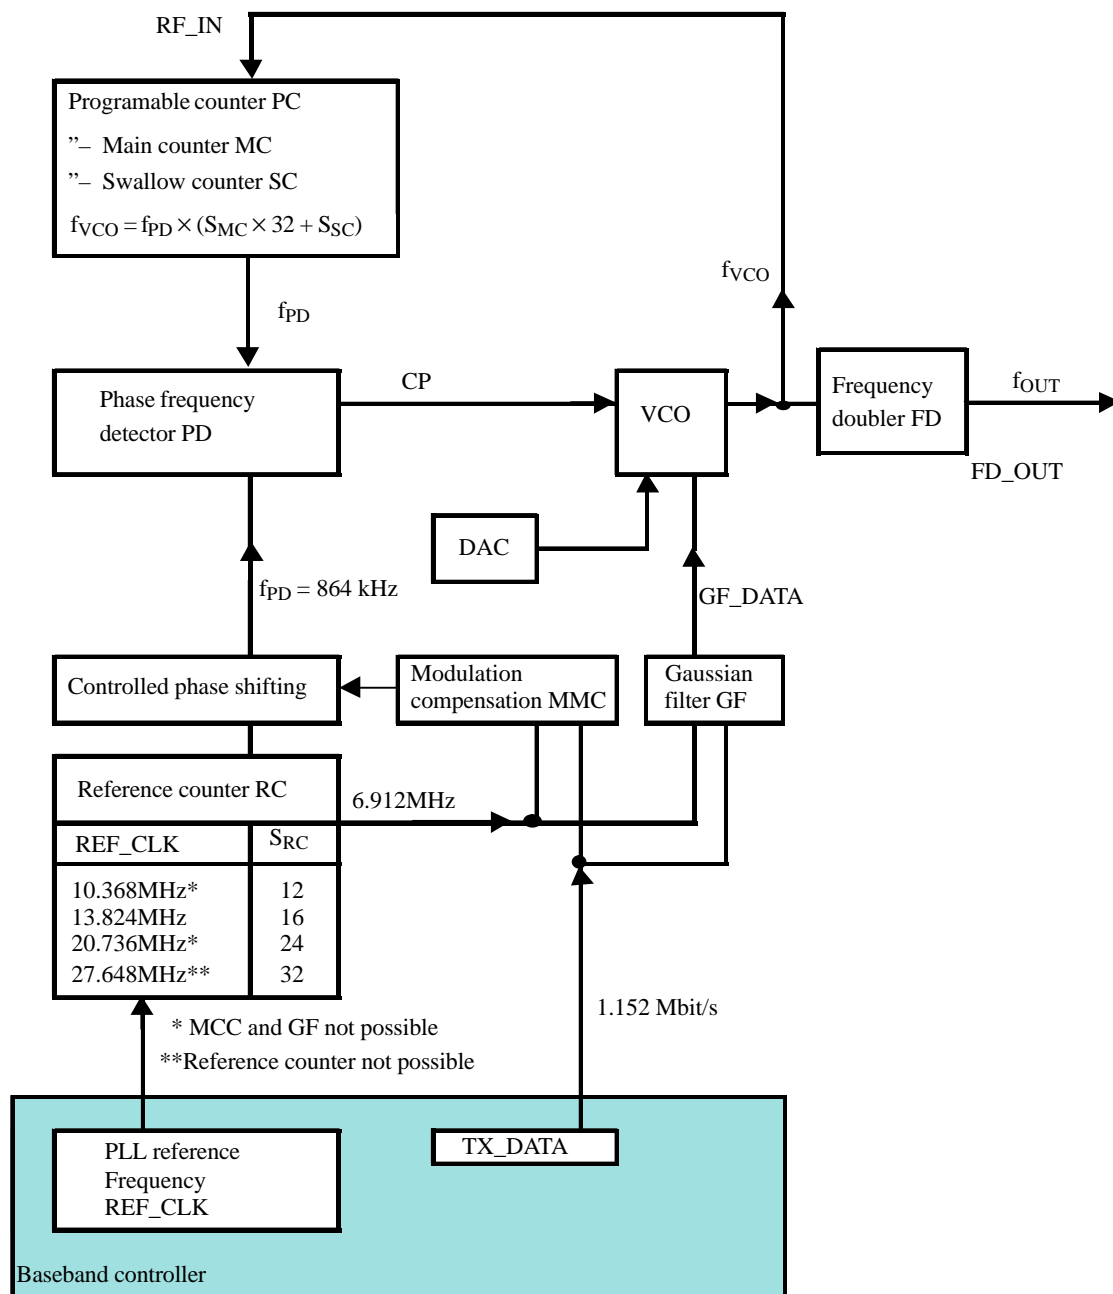 RF_IN
Programable counter PC
”– Main counter MC
”– Swallow counter SC
fVCO = fPD × (SMC × 32 + SSC)
fVCO
fPD
Phase frequency
detector PD
CP
VCO
Frequency
doubler FD
fOUT
FD_OUT
DAC
fPD = 864 kHz
GF_DATA
Controlled phase shifting
Modulation
compensation MMC
Gaussian
filter GF
Reference counter RC
6.912MHz
REF_CLK SRC
10.368MHz* 12
13.824MHz 16
20.736MHz* 24
27.648MHz** 32
1.152 Mbit/s
* MCC and GF not possible
**Reference counter not possible
PLL reference
Frequency
REF_CLK
TX_DATA
Baseband controller